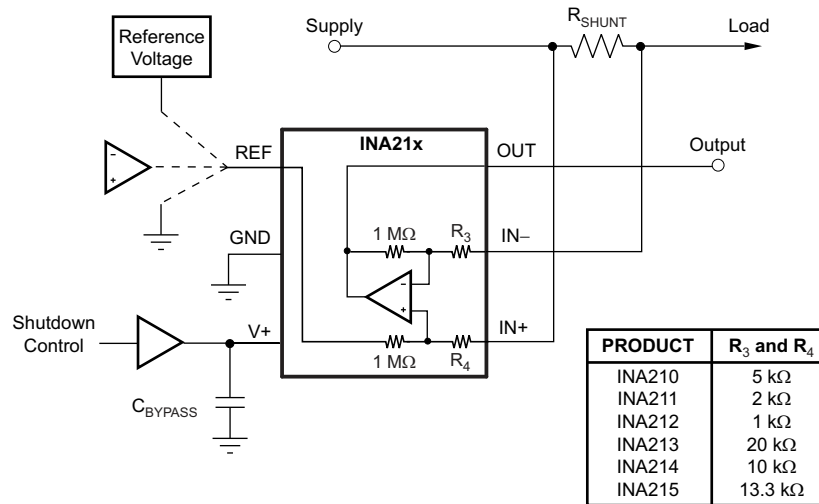 Supply
R_SHUNT
Load
Reference
Voltage
INA21x
REF
OUT
Output
1 MΩ
R3
IN−
GND
−
+
−
+
Shutdown
Control
V+
IN+
1 MΩ
R4
C_BYPASS
PRODUCT R3 and R4
INA210 5 kΩ
INA211 2 kΩ
INA212 1 kΩ
INA213 20 kΩ
INA214 10 kΩ
INA215 13.3 kΩ